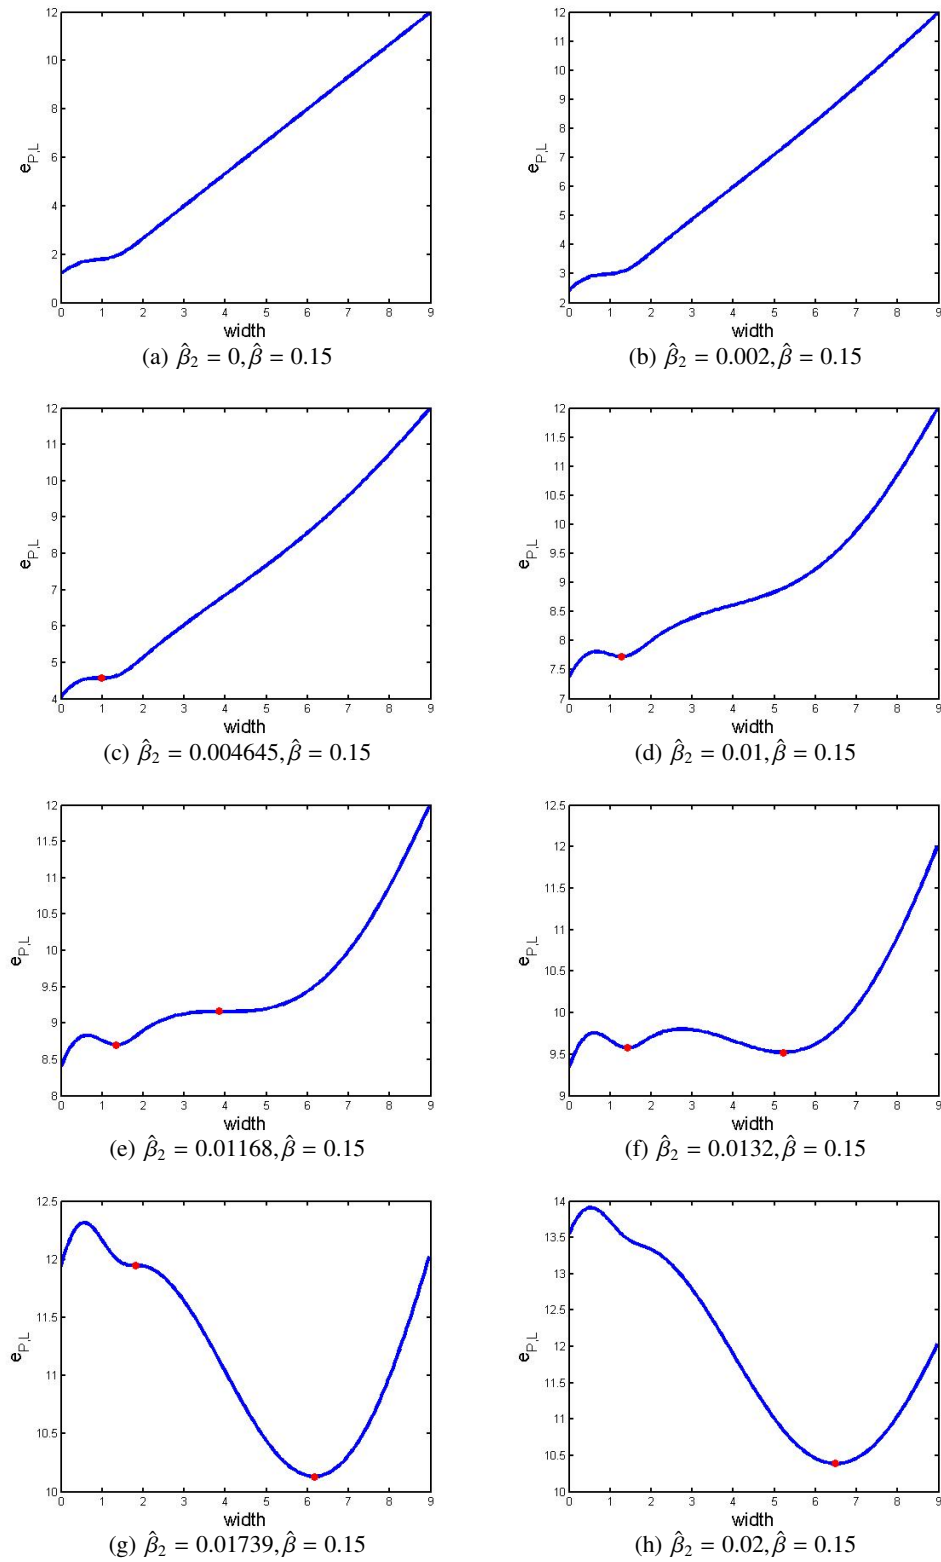 12
10
8
6
4
2
0
e_{P,L}
0 1 2 3 4 5 6 7 8 9
width
(a) β̂₂ = 0, β̂ = 0.15
12
11
10
9
8
7
6
5
4
3
2
e_{P,L}
0 1 2 3 4 5 6 7 8 9
width
(b) β̂₂ = 0.002, β̂ = 0.15
12
11
10
9
8
7
6
5
4
e_{P,L}
0 1 2 3 4 5 6 7 8 9
width
(c) β̂₂ = 0.004645, β̂ = 0.15
12
11.5
11
10.5
10
9.5
9
8.5
8
7.5
7
e_{P,L}
0 1 2 3 4 5 6 7 8 9
width
(d) β̂₂ = 0.01, β̂ = 0.15
12
11.5
11
10.5
10
9.5
9
8.5
8
e_{P,L}
0 1 2 3 4 5 6 7 8 9
width
(e) β̂₂ = 0.01168, β̂ = 0.15
12.5
12
11.5
11
10.5
10
9.5
9
e_{P,L}
0 1 2 3 4 5 6 7 8 9
width
(f) β̂₂ = 0.0132, β̂ = 0.15
12.5
12
11.5
11
10.5
10
e_{P,L}
0 1 2 3 4 5 6 7 8 9
width
(g) β̂₂ = 0.01739, β̂ = 0.15
14
13.5
13
12.5
12
11.5
11
10.5
10
e_{P,L}
0 1 2 3 4 5 6 7 8 9
width
(h) β̂₂ = 0.02, β̂ = 0.15